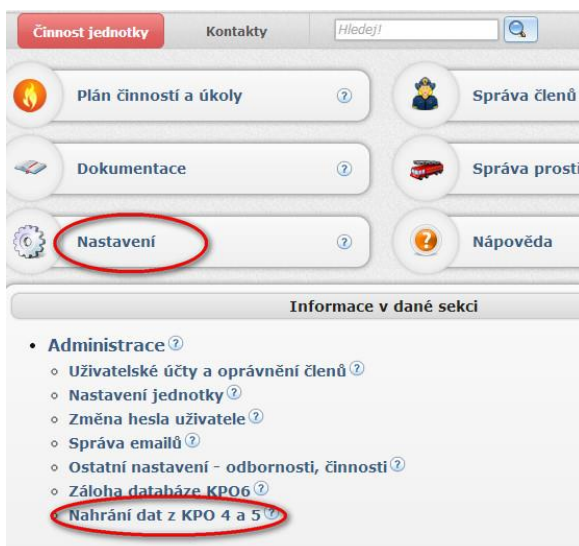 Činnost jednotky Kontakty Hledej!
Plán činností a úkoly ? Správa členů
Dokumentace ? Správa prosti
Nastavení ? Nápověda
Informace v dané sekci
• Administrace ?
◦ Uživatelské účty a oprávnění členů ?
◦ Nastavení jednotky ?
◦ Změna hesla uživatele ?
◦ Správa emailů ?
◦ Ostatní nastavení - odbornosti, činnosti ?
◦ Záloha databáze KPO6 ?
◦ Nahrání dat z KPO 4 a 5 ?